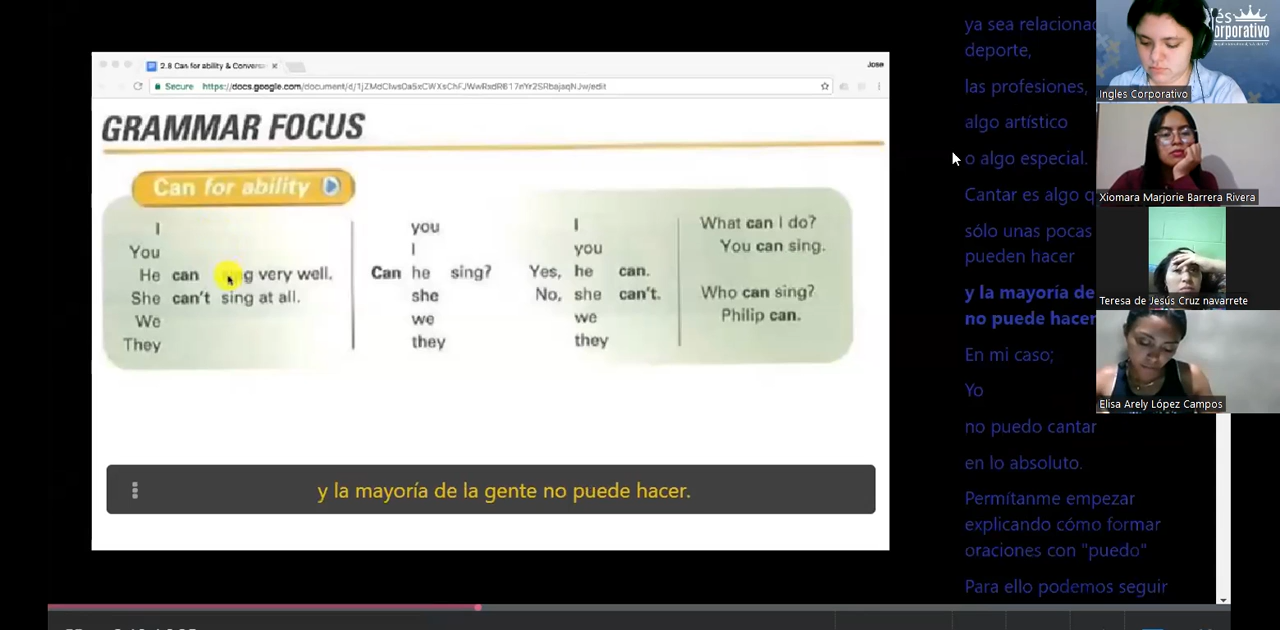 2.8 Can for ability & Convers
Jose
Secure
GRAMMAR FOCUS
Can for ability
I
You
He can sing very well.
She can't sing at all.
We
They
you
I
Can he sing?
she
we
they
I
you
Yes, he can.
No, she can't.
we
they
What can I do?
You can sing.
Who can sing?
Philip can.
y la mayoría de la gente no puede hacer.
ya sea relaciona
deporte,
las profesiones,
algo artístico
o algo especial.
Cantar es algo q
sólo unas pocas
pueden hacer
y la mayoría de
no puede hacer
En mi caso;
Yo
no puedo cantar
en lo absoluto.
Permítanme empezar
explicando cómo formar
oraciones con "puedo"
Para ello podemos seguir
és
orporativo
Ingles Corporativo
Xiomara Marjorie Barrera Rivera
Teresa de Jesús Cruz navarrete
Elisa Arely López Campos